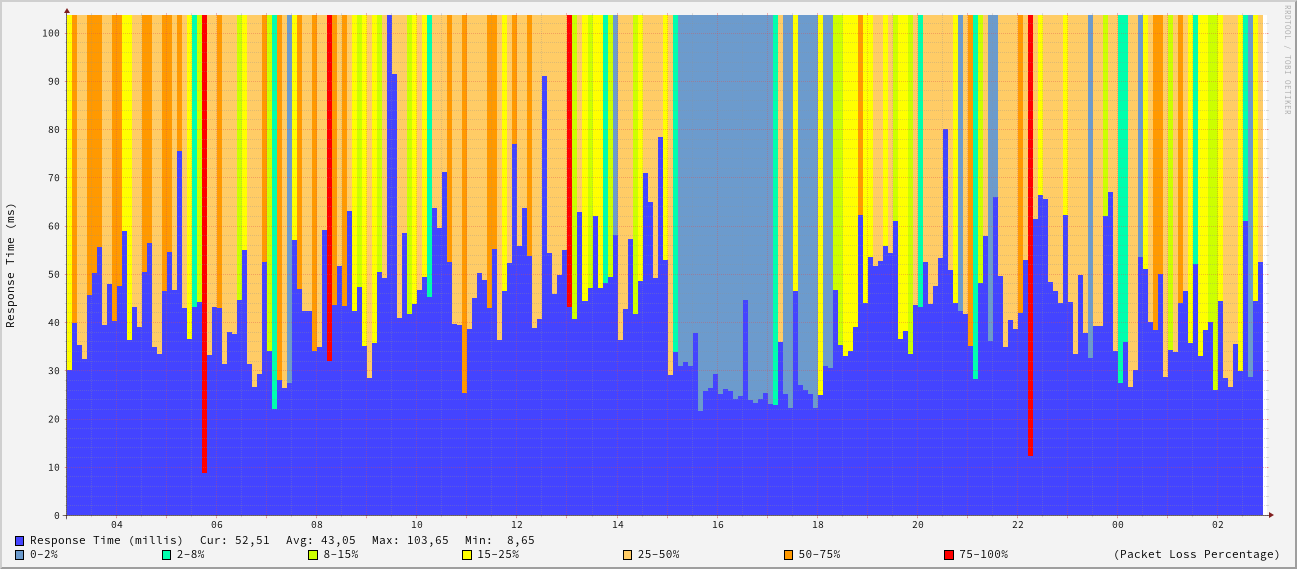 RRDTOOL / TOBI OETIKER
Response Time (ms)
100
90
80
70
60
50
40
30
20
10
0
04 06 08 10 12 14 16 18 20 22 00 02
Response Time (millis) Cur: 52,51 Avg: 43,05 Max: 103,65 Min: 8,65
0-2% 2-8% 8-15% 15-25% 25-50% 50-75% 75-100% (Packet Loss Percentage)